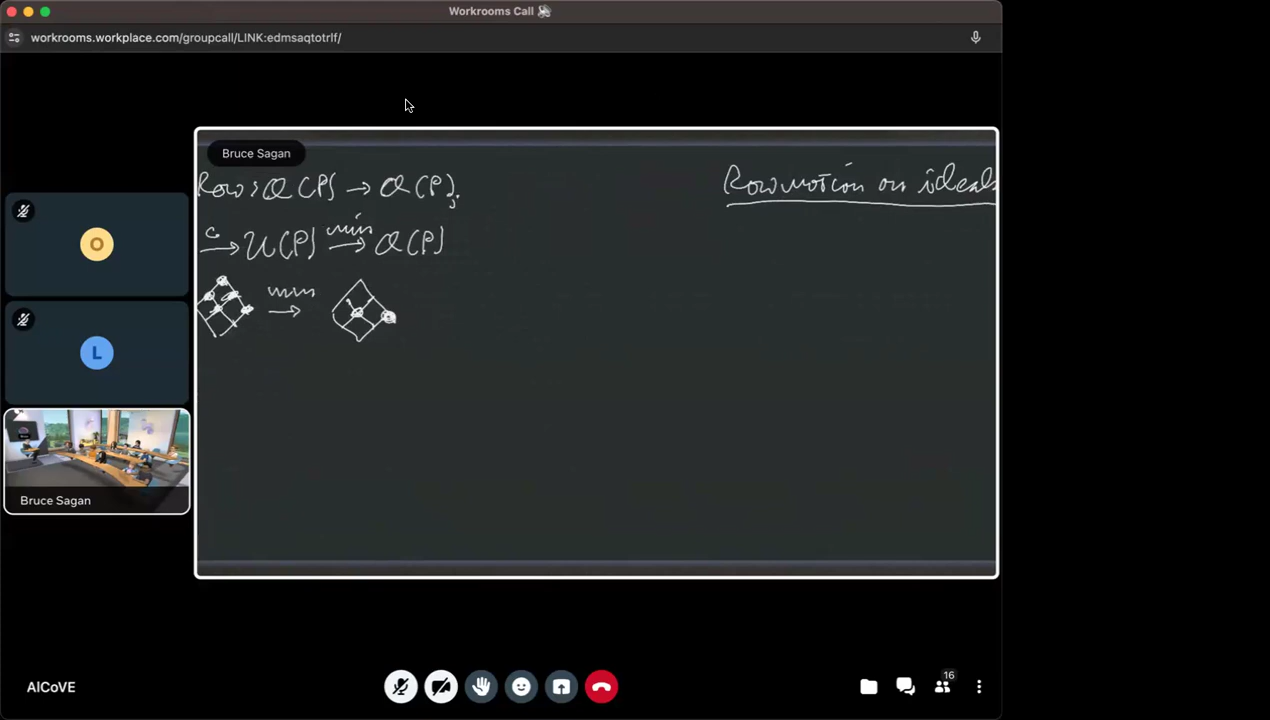 Workrooms Call
workrooms.workplace.com/groupcall/LINK:edmsaqtotrlf/
Bruce Sagan
Row: A(P) → A(P),
c → U(P) min → A(P)
min →
Rowmotion on ideals
O
L
Bruce Sagan
AICoVE
16